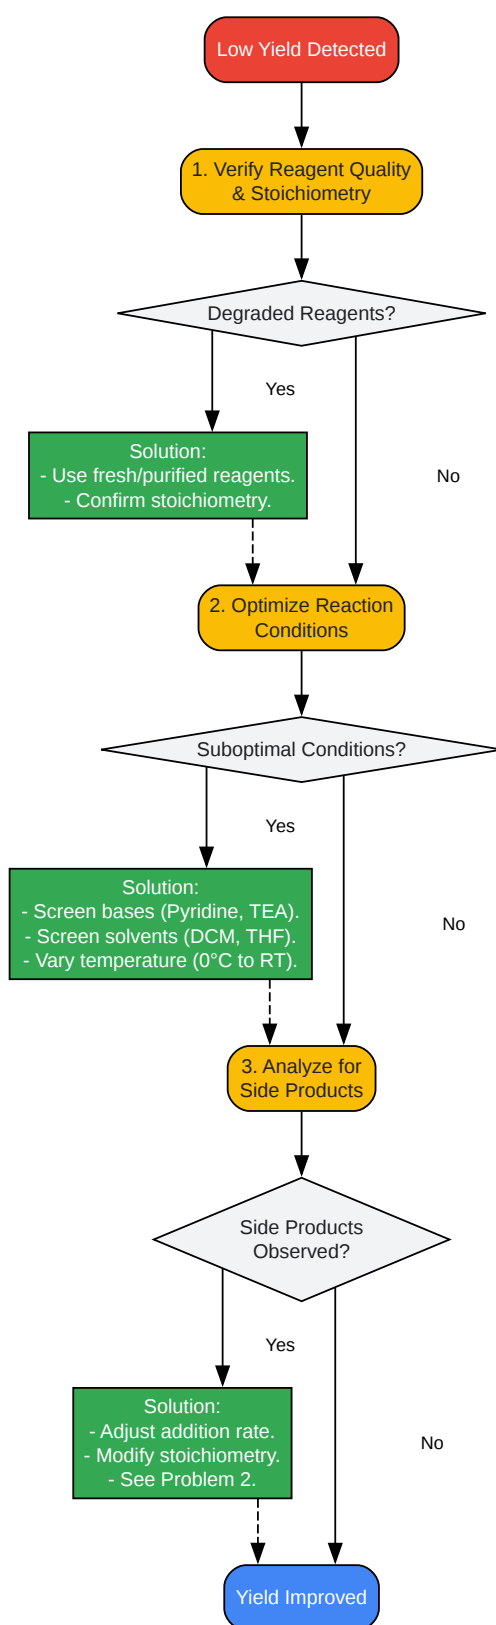 Low Yield Detected
1. Verify Reagent Quality
& Stoichiometry
Degraded Reagents?
Yes
Solution:
- Use fresh/purified reagents.
- Confirm stoichiometry.
No
2. Optimize Reaction
Conditions
Suboptimal Conditions?
Yes
Solution:
- Screen bases (Pyridine, TEA).
- Screen solvents (DCM, THF).
- Vary temperature (0°C to RT).
No
3. Analyze for
Side Products
Side Products
Observed?
Yes
Solution:
- Adjust addition rate.
- Modify stoichiometry.
- See Problem 2.
No
Yield Improved